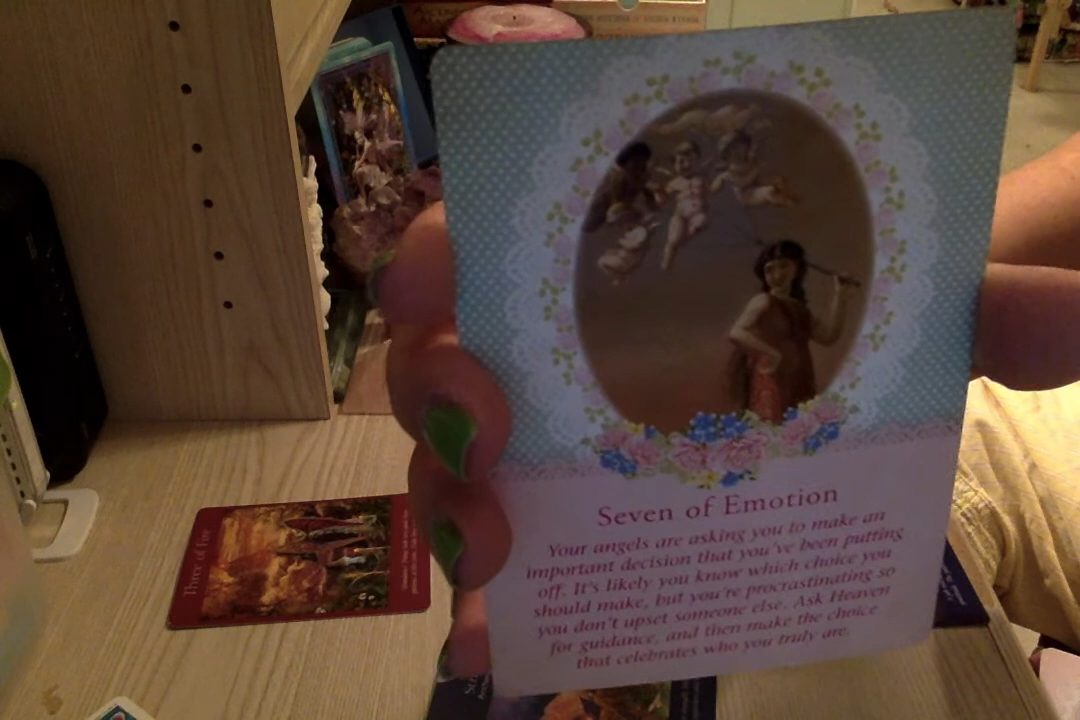 Seven of Emotion
Your angels are asking you to make an
important decision that you've been putting
off. It's likely you know which choice you
should make, but you're procrastinating so
you don't upset someone else. Ask Heaven
for guidance, and then make the choice
that celebrates who you truly are.
Three of Fire